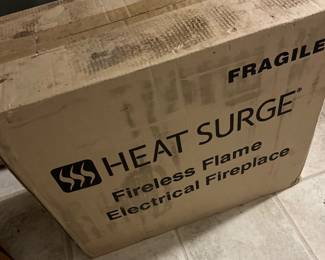 FRAGILE
HEAT SURGE®
Fireless Flame
Electrical Fireplace